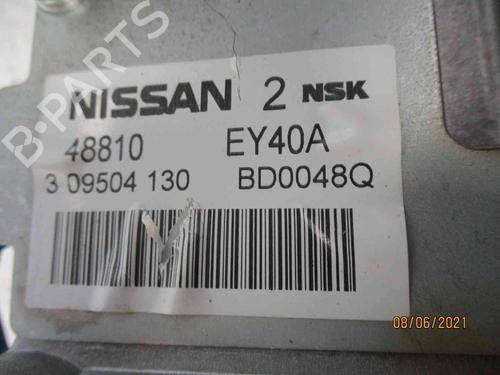 B-PARTS
NISSAN 2 NSK
48810 EY40A
3 09504 130 BD0048Q
08/06/2021